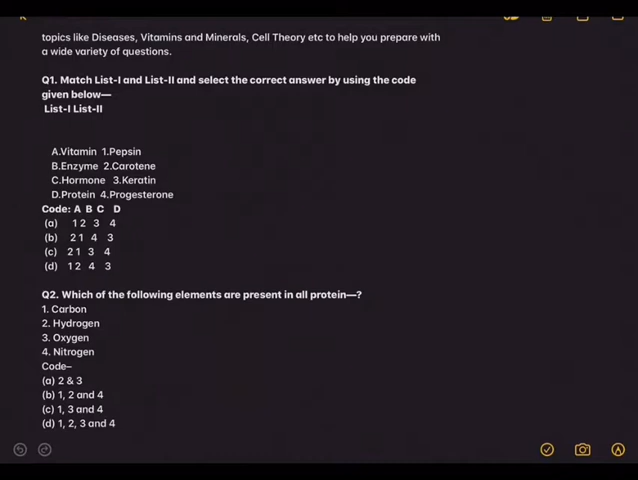 topics like Diseases, Vitamins and Minerals, Cell Theory etc to help you prepare with
a wide variety of questions.
Q1. Match List-I and List-II and select the correct answer by using the code
given below—
List-I List-II
A.Vitamin 1.Pepsin
B.Enzyme 2.Carotene
C.Hormone 3.Keratin
D.Protein 4.Progesterone
Code: A B C D
(a) 1 2 3 4
(b) 2 1 4 3
(c) 2 1 3 4
(d) 1 2 4 3
Q2. Which of the following elements are present in all protein—?
1. Carbon
2. Hydrogen
3. Oxygen
4. Nitrogen
Code–
(a) 2 & 3
(b) 1, 2 and 4
(c) 1, 3 and 4
(d) 1, 2, 3 and 4